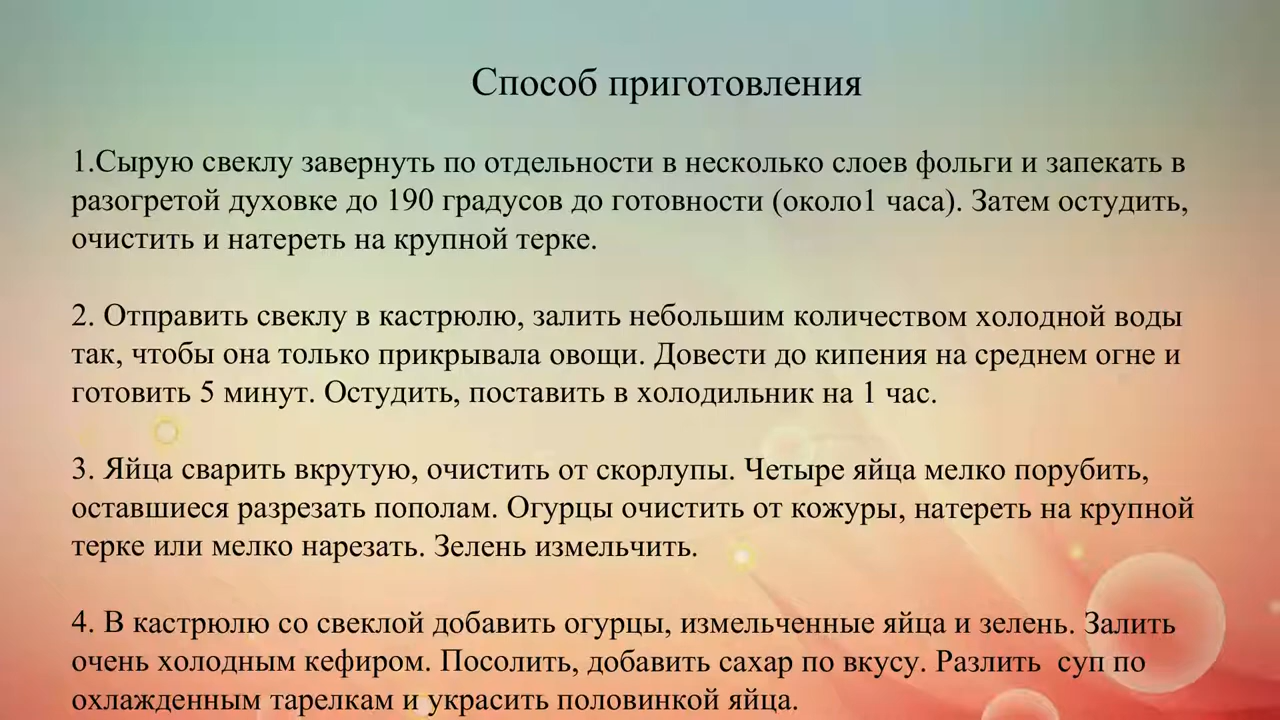 Способ приготовления
1.Сырую свеклу завернуть по отдельности в несколько слоев фольги и запекать в
разогретой духовке до 190 градусов до готовности (около1 часа). Затем остудить,
очистить и натереть на крупной терке.
2. Отправить свеклу в кастрюлю, залить небольшим количеством холодной воды
так, чтобы она только прикрывала овощи. Довести до кипения на среднем огне и
готовить 5 минут. Остудить, поставить в холодильник на 1 час.
3. Яйца сварить вкрутую, очистить от скорлупы. Четыре яйца мелко порубить,
оставшиеся разрезать пополам. Огурцы очистить от кожуры, натереть на крупной
терке или мелко нарезать. Зелень измельчить.
4. В кастрюлю со свеклой добавить огурцы, измельченные яйца и зелень. Залить
очень холодным кефиром. Посолить, добавить сахар по вкусу. Разлить  суп по
охлажденным тарелкам и украсить половинкой яйца.